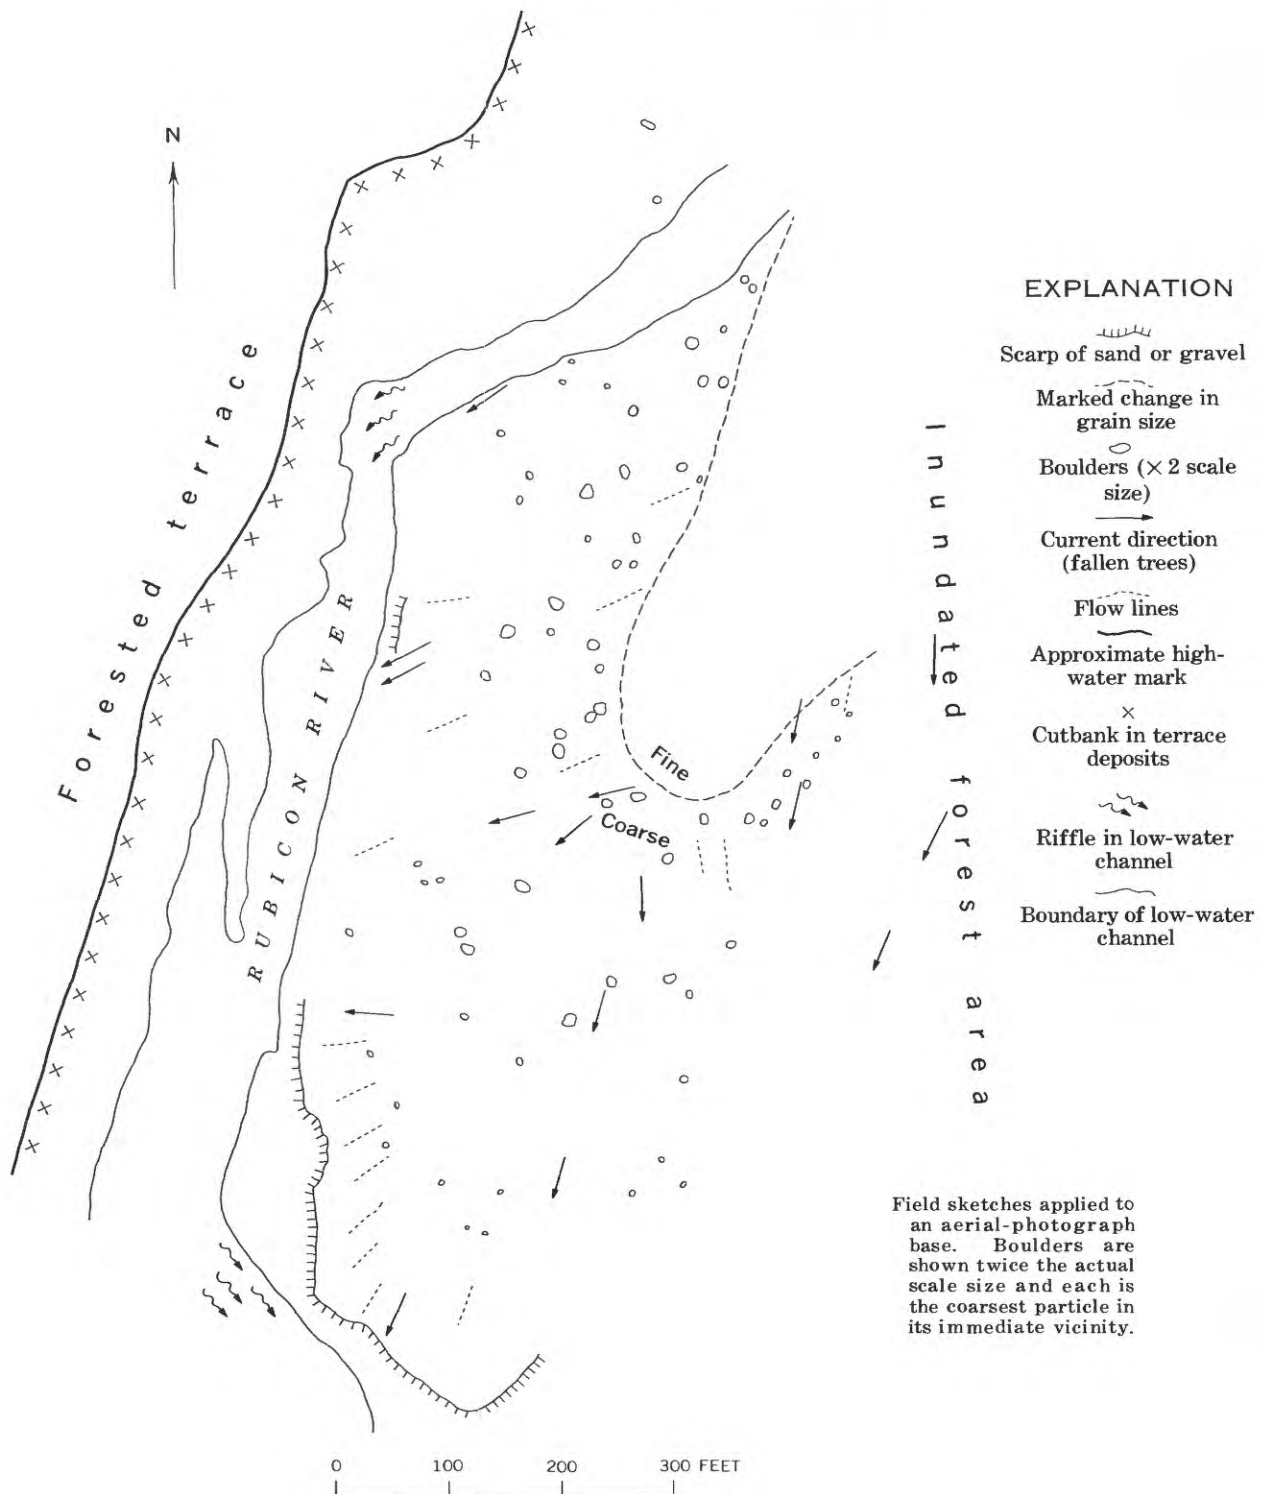 N
Forested terrace
RUBICON RIVER
Fine
Coarse
Inundated forest area
EXPLANATION
Scarp of sand or gravel
Marked change in
grain size
Boulders (× 2 scale
size)
Current direction
(fallen trees)
Flow lines
Approximate high-
water mark
×
Cutbank in terrace
deposits
Riffle in low-water
channel
Boundary of low-water
channel
Field sketches applied to
an aerial-photograph
base. Boulders are
shown twice the actual
scale size and each is
the coarsest particle in
its immediate vicinity.
0 100 200 300 FEET